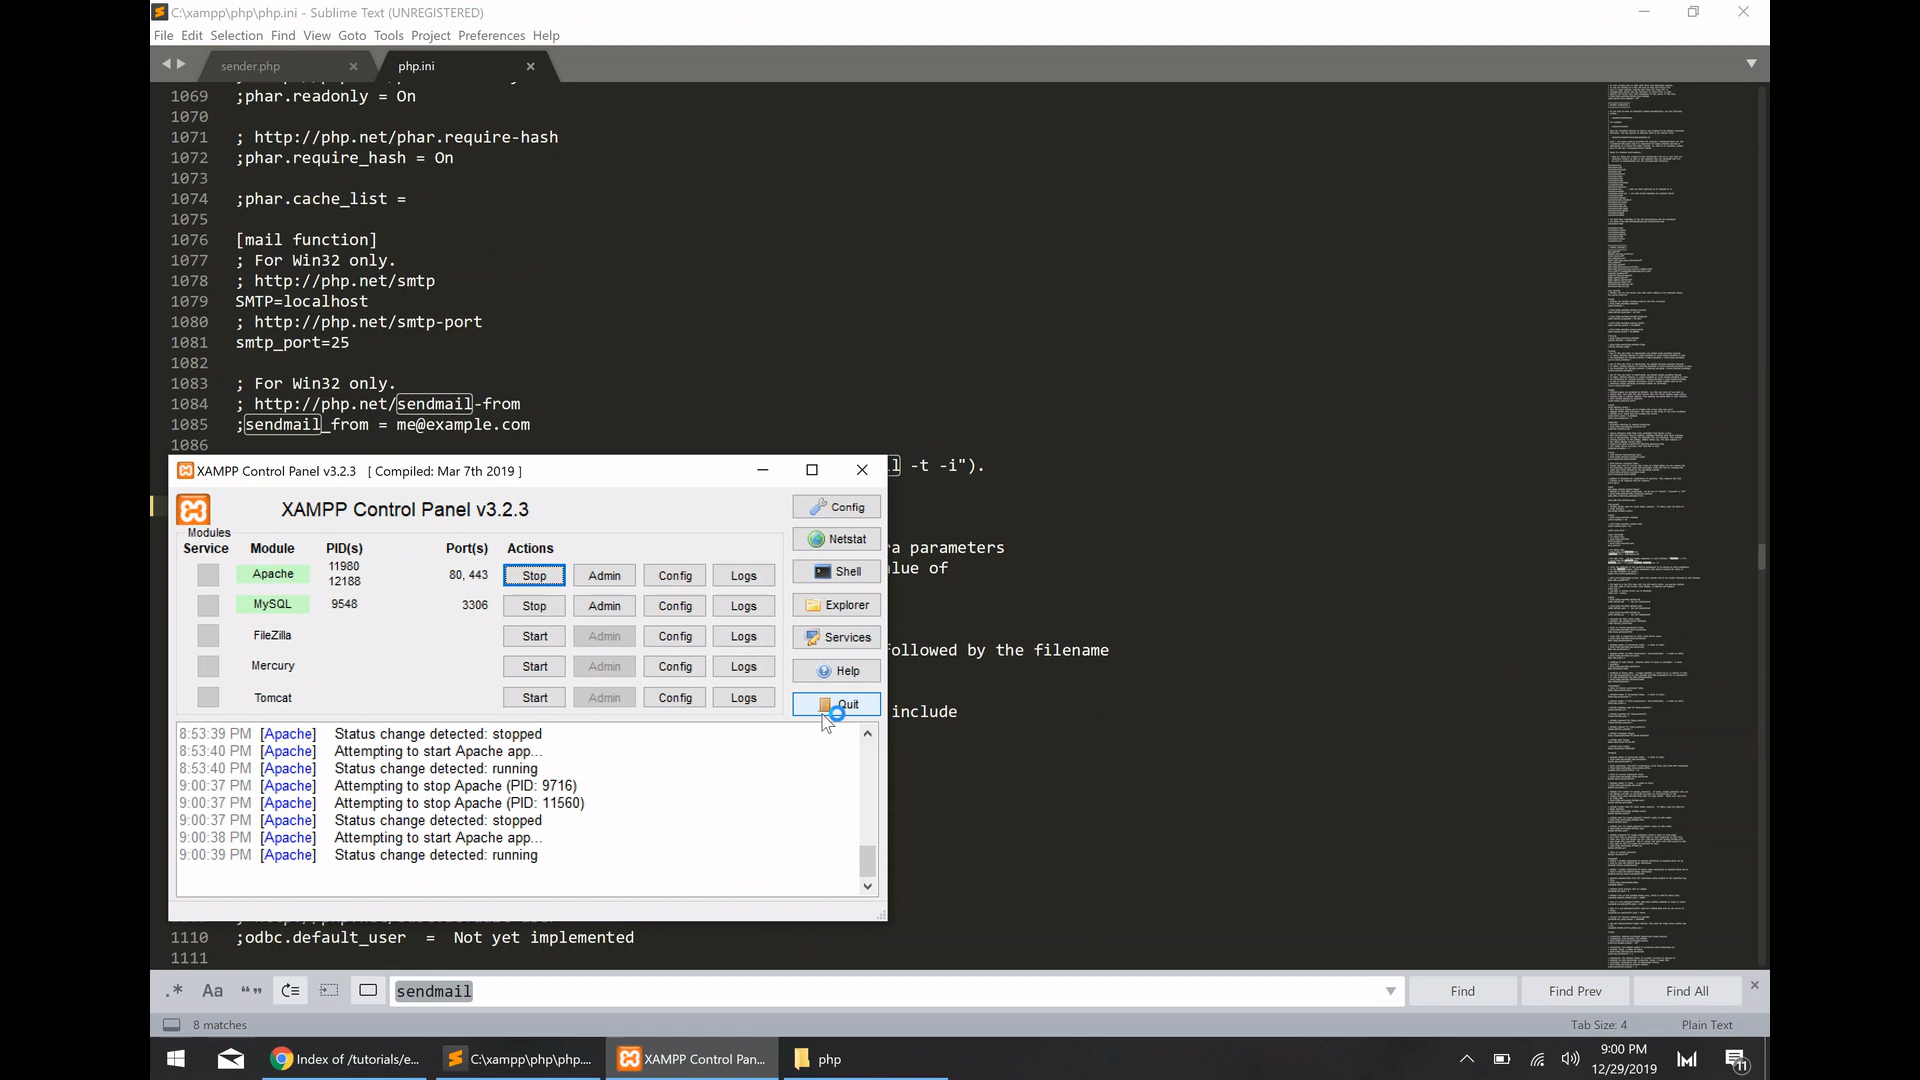 C:\xampp\php\php.ini - Sublime Text (UNREGISTERED)
File Edit Selection Find View Goto Tools Project Preferences Help
sender.php
php.ini
1069 ;phar.readonly = On
1070
1071 ; http://php.net/phar.require-hash
1072 ;phar.require_hash = On
1073
1074 ;phar.cache_list =
1075
1076 [mail function]
1077 ; For Win32 only.
1078 ; http://php.net/smtp
1079 SMTP=localhost
1080 ; http://php.net/smtp-port
1081 smtp_port=25
1082
1083 ; For Win32 only.
1084 ; http://php.net/sendmail-from
1085 ;sendmail_from = me@example.com
1086
-t -i").
ra parameters
alue of
followed by the filename
include
XAMPP Control Panel v3.2.3 [ Compiled: Mar 7th 2019 ]
XAMPP Control Panel v3.2.3
Modules
Service Module PID(s) Port(s) Actions
Apache 11980 12188 80, 443 Stop Admin Config Logs
MySQL 9548 3306 Stop Admin Config Logs
FileZilla Start Admin Config Logs
Mercury Start Admin Config Logs
Tomcat Start Admin Config Logs
Config
Netstat
Shell
Explorer
Services
Help
Quit
8:53:39 PM [Apache] Status change detected: stopped
8:53:40 PM [Apache] Attempting to start Apache app...
8:53:40 PM [Apache] Status change detected: running
9:00:37 PM [Apache] Attempting to stop Apache (PID: 9716)
9:00:37 PM [Apache] Attempting to stop Apache (PID: 11560)
9:00:37 PM [Apache] Status change detected: stopped
9:00:38 PM [Apache] Attempting to start Apache app...
9:00:39 PM [Apache] Status change detected: running
1110 ;odbc.default_user = Not yet implemented
1111
.* Aa "" sendmail Find Find Prev Find All
8 matches Tab Size: 4 Plain Text
Index of /tutorials/e...
C:\xampp\php\php....
XAMPP Control Pan...
php
9:00 PM
12/29/2019
11